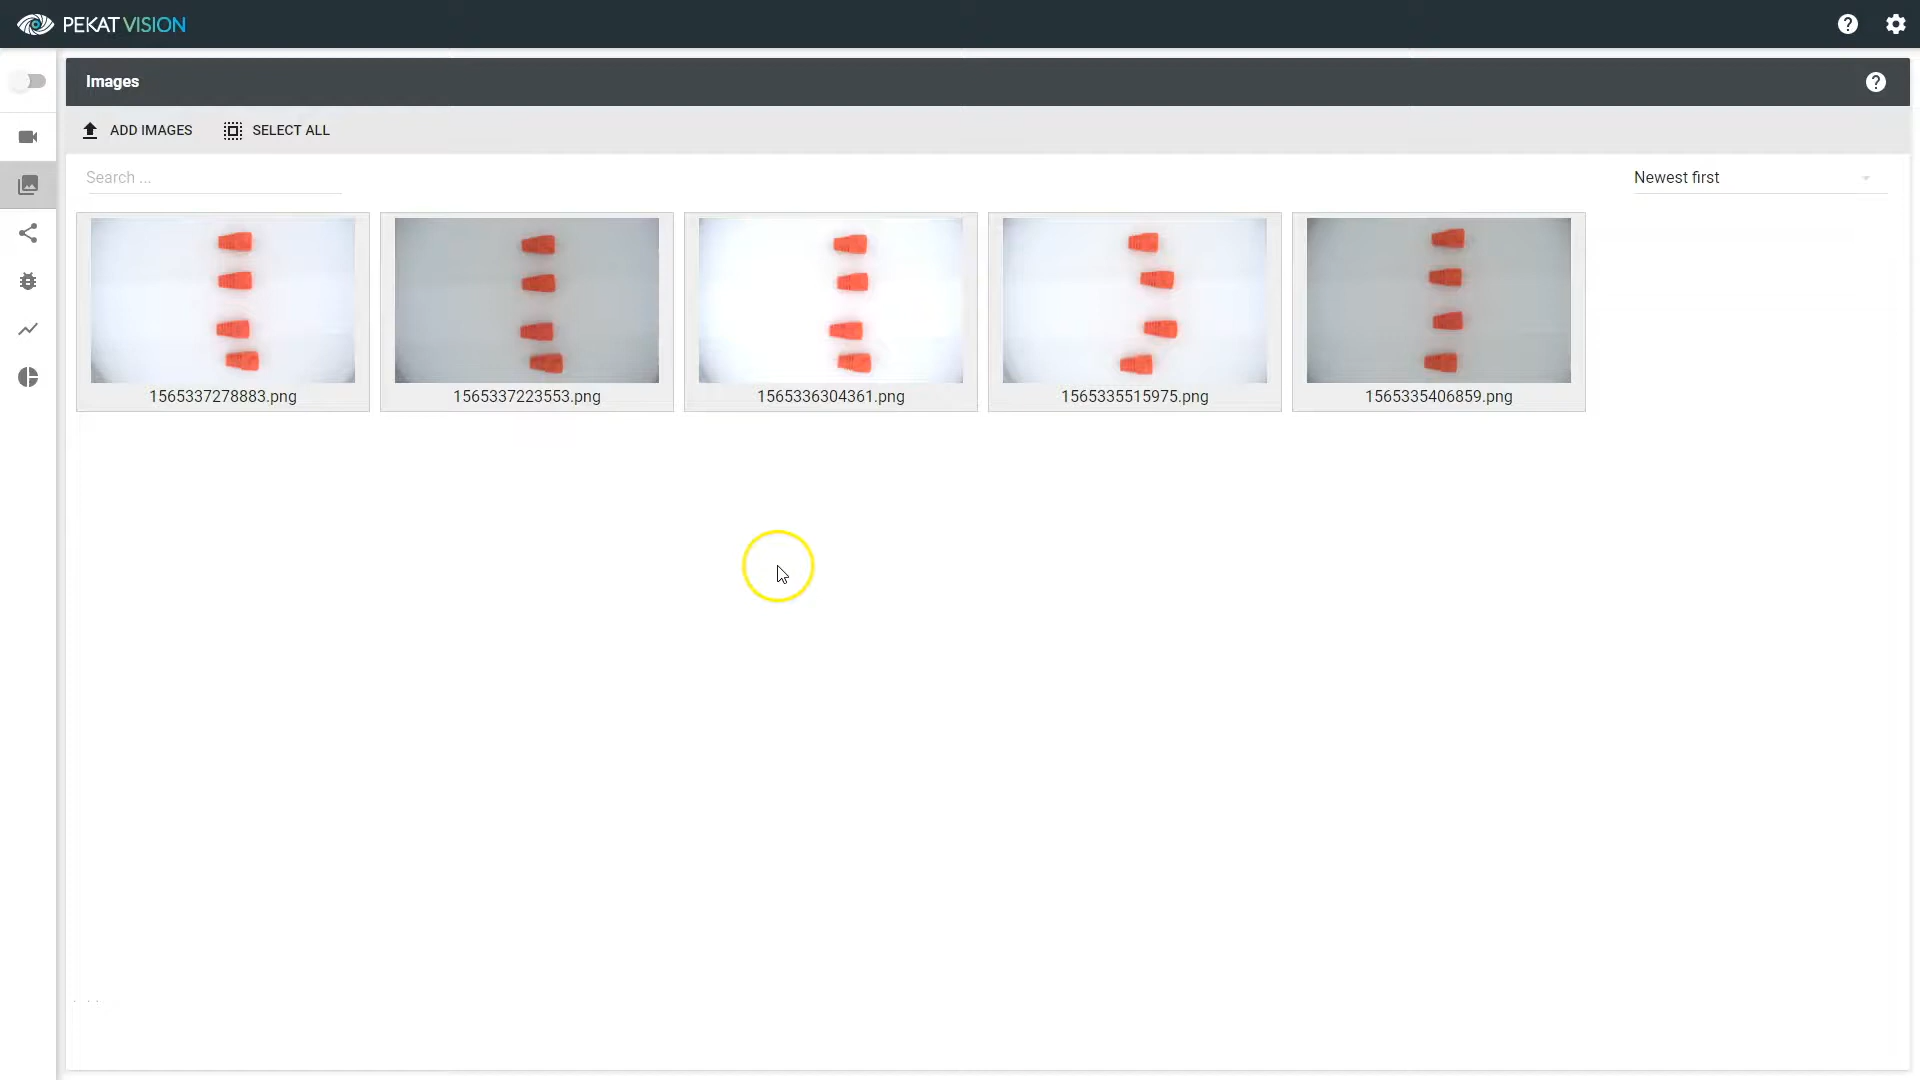 PEKAT VISION
Images
ADD IMAGES
SELECT ALL
Search ...
Newest first
1565337278883.png
1565337223553.png
1565336304361.png
1565335515975.png
1565335406859.png